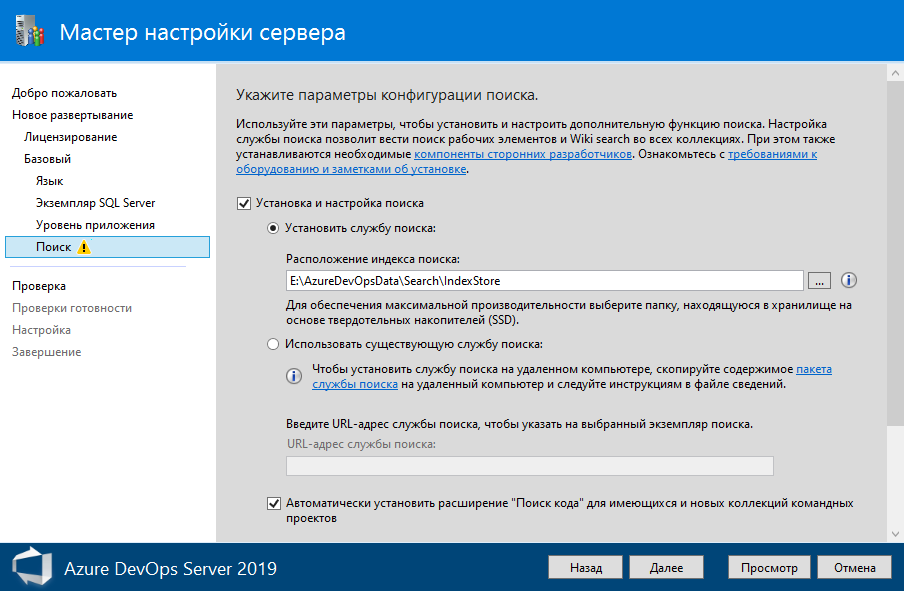 Мастер настройки сервера
Добро пожаловать
Новое развертывание
Лицензирование
Базовый
Язык
Экземпляр SQL Server
Уровень приложения
Поиск
Проверка
Проверки готовности
Настройка
Завершение
Укажите параметры конфигурации поиска.
Используйте эти параметры, чтобы установить и настроить дополнительную функцию поиска. Настройка
службы поиска позволит вести поиск рабочих элементов и Wiki search во всех коллекциях. При этом также
устанавливаются необходимые компоненты сторонних разработчиков. Ознакомьтесь с требованиями к
оборудованию и заметками об установке.
Установка и настройка поиска
Установить службу поиска:
Расположение индекса поиска:
E:\AzureDevOpsData\Search\IndexStore
...
Для обеспечения максимальной производительности выберите папку, находящуюся в хранилище на
основе твердотельных накопителей (SSD).
Использовать существующую службу поиска:
Чтобы установить службу поиска на удаленном компьютере, скопируйте содержимое пакета
службы поиска на удаленный компьютер и следуйте инструкциям в файле сведений.
Введите URL-адрес службы поиска, чтобы указать на выбранный экземпляр поиска.
URL-адрес службы поиска:
Автоматически установить расширение "Поиск кода" для имеющихся и новых коллекций командных
проектов
Azure DevOps Server 2019
Назад
Далее
Просмотр
Отмена